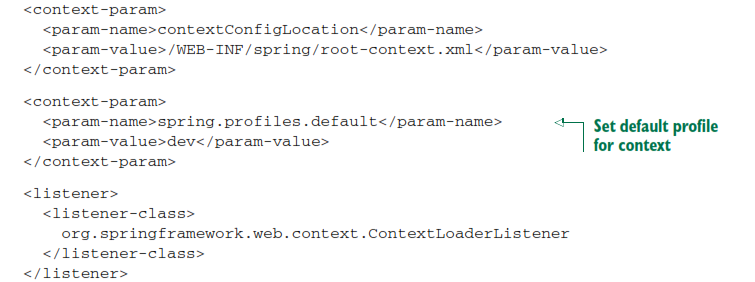 <context-param>
<param-name>contextConfigLocation</param-name>
<param-value>/WEB-INF/spring/root-context.xml</param-value>
</context-param>
<context-param>
<param-name>spring.profiles.default</param-name>
<param-value>dev</param-value>
</context-param>
Set default profile
for context
<listener>
<listener-class>
org.springframework.web.context.ContextLoaderListener
</listener-class>
</listener>